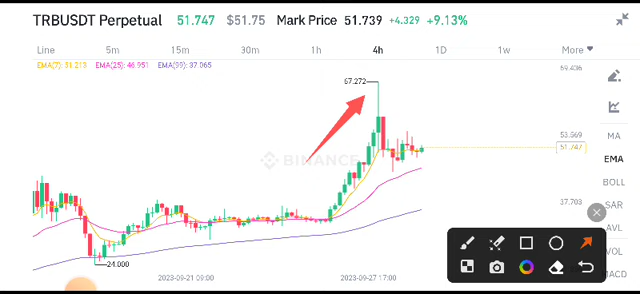 TRBUSDT Perpetual 51.747 $51.75 Mark Price 51.739 +4.329 +9.13%
Line 5m 15m 30m 1h 4h 1D 1w More
EMA(7): 51.213 EMA(25): 46.951 EMA(99): 37.065
69.436
67.272
53.569
51.747
MA
EMA
BOLL
SAR
AVL
VOL
MACD
BINANCE
37.703
24.000
2023-09-21 09:00 2023-09-27 17:00